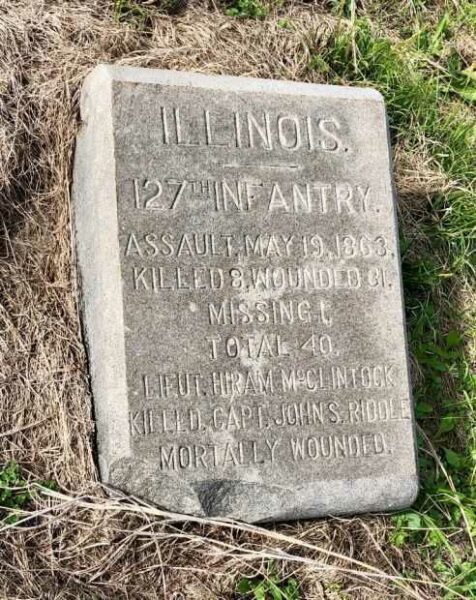 ILLINOIS.
127TH INFANTRY.
ASSAULT, MAY 19, 1863,
KILLED 8, WOUNDED 31,
MISSING 1,
TOTAL 40.
LIEUT. HIRAM McCLINTOCK
KILLED, CAPT. JOHN S. RIDDLE
MORTALLY WOUNDED.